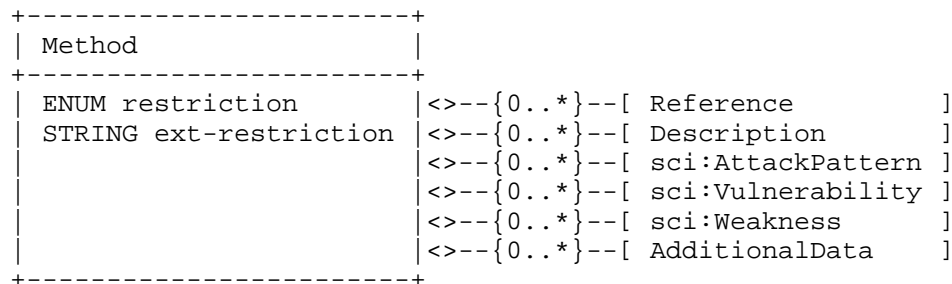 +------------------------+
| Method                 |
+------------------------+
| ENUM restriction       |<>--{0..*}--[ Reference         ]
| STRING ext-restriction |<>--{0..*}--[ Description       ]
|                        |<>--{0..*}--[ sci:AttackPattern ]
|                        |<>--{0..*}--[ sci:Vulnerability ]
|                        |<>--{0..*}--[ sci:Weakness      ]
|                        |<>--{0..*}--[ AdditionalData    ]
+------------------------+